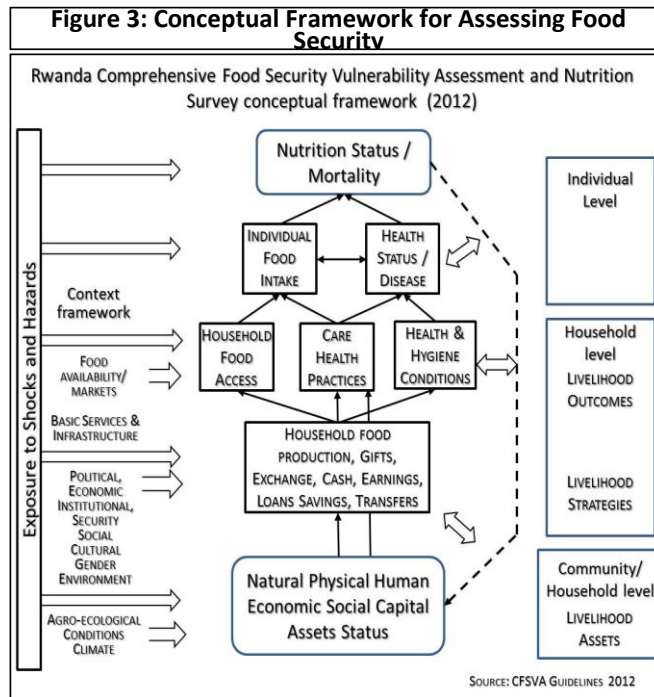 Figure 3: Conceptual Framework for Assessing Food
Security
Rwanda Comprehensive Food Security Vulnerability Assessment and Nutrition
Survey conceptual framework (2012)
Exposure to Shocks and Hazards
Context
framework
FOOD
AVAILABILITY/
MARKETS
BASIC SERVICES &
INFRASTRUCTURE
POLITICAL,
ECONOMIC
INSTITUTIONAL,
SECURITY
SOCIAL
CULTURAL
GENDER
ENVIRONMENT
AGRO-ECOLOGICAL
CONDITIONS
CLIMATE
Nutrition Status /
Mortality
INDIVIDUAL
FOOD
INTAKE
HEALTH
STATUS /
DISEASE
HOUSEHOLD
FOOD
ACCESS
CARE
HEALTH
PRACTICES
HEALTH &
HYGIENE
CONDITIONS
HOUSEHOLD FOOD
PRODUCTION, GIFTS,
EXCHANGE, CASH, EARNINGS,
LOANS SAVINGS, TRANSFERS
Natural Physical Human
Economic Social Capital
Assets Status
Individual
Level
Household
level
LIVELIHOOD
OUTCOMES
LIVELIHOOD
STRATEGIES
Community/
Household level
LIVELIHOOD
ASSETS
SOURCE: CFSVA GUIDELINES 2012